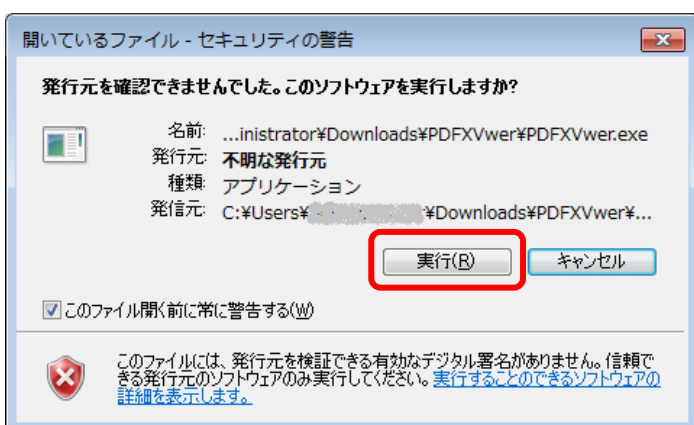 開いているファイル - セキュリティの警告
発行元を確認できませんでした。このソフトウェアを実行しますか?
名前: ...inistrator¥Downloads¥PDFXVwer¥PDFXVwer.exe
発行元: 不明な発行元
種類: アプリケーション
発信元: C:¥Users¥ ¥Downloads¥PDFXVwer¥...
実行(R) キャンセル
このファイル開く前に常に警告する(W)
このファイルには、発行元を検証できる有効なデジタル署名がありません。信頼で
きる発行元のソフトウェアのみ実行してください。実行することのできるソフトウェアの
詳細を表示します。